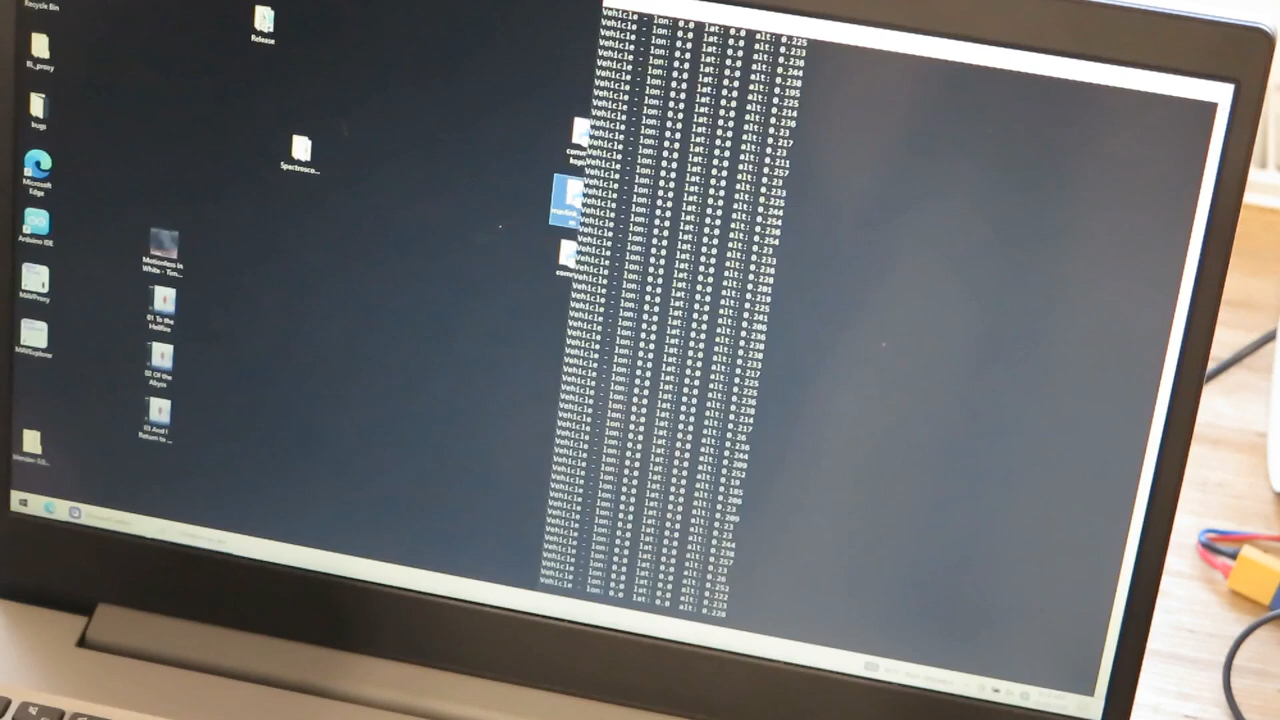 Recycle Bin
BL_proxy
bugs
Microsoft
Edge
Arduino IDE
MAVProxy
MAVExplorer
Release
Spectrosco...
Motionless In
White - Tim...
01 To the
Hellfire
02 Of the
Abyss
03 And I
Return to ...
Vehicle - lon: 0.0 lat: 0.0 alt: 0.225
Vehicle - lon: 0.0 lat: 0.0 alt: 0.233
Vehicle - lon: 0.0 lat: 0.0 alt: 0.236
Vehicle - lon: 0.0 lat: 0.0 alt: 0.244
Vehicle - lon: 0.0 lat: 0.0 alt: 0.238
Vehicle - lon: 0.0 lat: 0.0 alt: 0.195
Vehicle - lon: 0.0 lat: 0.0 alt: 0.225
Vehicle - lon: 0.0 lat: 0.0 alt: 0.214
Vehicle - lon: 0.0 lat: 0.0 alt: 0.236
Vehicle - lon: 0.0 lat: 0.0 alt: 0.23
Vehicle - lon: 0.0 lat: 0.0 alt: 0.217
Vehicle - lon: 0.0 lat: 0.0 alt: 0.23
Vehicle - lon: 0.0 lat: 0.0 alt: 0.211
Vehicle - lon: 0.0 lat: 0.0 alt: 0.257
Vehicle - lon: 0.0 lat: 0.0 alt: 0.23
Vehicle - lon: 0.0 lat: 0.0 alt: 0.233
Vehicle - lon: 0.0 lat: 0.0 alt: 0.225
Vehicle - lon: 0.0 lat: 0.0 alt: 0.244
Vehicle - lon: 0.0 lat: 0.0 alt: 0.254
Vehicle - lon: 0.0 lat: 0.0 alt: 0.236
Vehicle - lon: 0.0 lat: 0.0 alt: 0.254
Vehicle - lon: 0.0 lat: 0.0 alt: 0.23
Vehicle - lon: 0.0 lat: 0.0 alt: 0.233
Vehicle - lon: 0.0 lat: 0.0 alt: 0.236
Vehicle - lon: 0.0 lat: 0.0 alt: 0.228
Vehicle - lon: 0.0 lat: 0.0 alt: 0.201
Vehicle - lon: 0.0 lat: 0.0 alt: 0.219
Vehicle - lon: 0.0 lat: 0.0 alt: 0.225
Vehicle - lon: 0.0 lat: 0.0 alt: 0.241
Vehicle - lon: 0.0 lat: 0.0 alt: 0.206
Vehicle - lon: 0.0 lat: 0.0 alt: 0.236
Vehicle - lon: 0.0 lat: 0.0 alt: 0.238
Vehicle - lon: 0.0 lat: 0.0 alt: 0.238
Vehicle - lon: 0.0 lat: 0.0 alt: 0.233
Vehicle - lon: 0.0 lat: 0.0 alt: 0.217
Vehicle - lon: 0.0 lat: 0.0 alt: 0.225
Vehicle - lon: 0.0 lat: 0.0 alt: 0.225
Vehicle - lon: 0.0 lat: 0.0 alt: 0.236
Vehicle - lon: 0.0 lat: 0.0 alt: 0.238
Vehicle - lon: 0.0 lat: 0.0 alt: 0.214
Vehicle - lon: 0.0 lat: 0.0 alt: 0.217
Vehicle - lon: 0.0 lat: 0.0 alt: 0.26
Vehicle - lon: 0.0 lat: 0.0 alt: 0.236
Vehicle - lon: 0.0 lat: 0.0 alt: 0.244
Vehicle - lon: 0.0 lat: 0.0 alt: 0.209
Vehicle - lon: 0.0 lat: 0.0 alt: 0.252
Vehicle - lon: 0.0 lat: 0.0 alt: 0.19
Vehicle - lon: 0.0 lat: 0.0 alt: 0.185
Vehicle - lon: 0.0 lat: 0.0 alt: 0.206
Vehicle - lon: 0.0 lat: 0.0 alt: 0.23
Vehicle - lon: 0.0 lat: 0.0 alt: 0.209
Vehicle - lon: 0.0 lat: 0.0 alt: 0.23
Vehicle - lon: 0.0 lat: 0.0 alt: 0.23
Vehicle - lon: 0.0 lat: 0.0 alt: 0.244
Vehicle - lon: 0.0 lat: 0.0 alt: 0.238
Vehicle - lon: 0.0 lat: 0.0 alt: 0.257
Vehicle - lon: 0.0 lat: 0.0 alt: 0.23
Vehicle - lon: 0.0 lat: 0.0 alt: 0.26
Vehicle - lon: 0.0 lat: 0.0 alt: 0.252
Vehicle - lon: 0.0 lat: 0.0 alt: 0.222
Vehicle - lon: 0.0 lat: 0.0 alt: 0.233
Vehicle - lon: 0.0 lat: 0.0 alt: 0.228